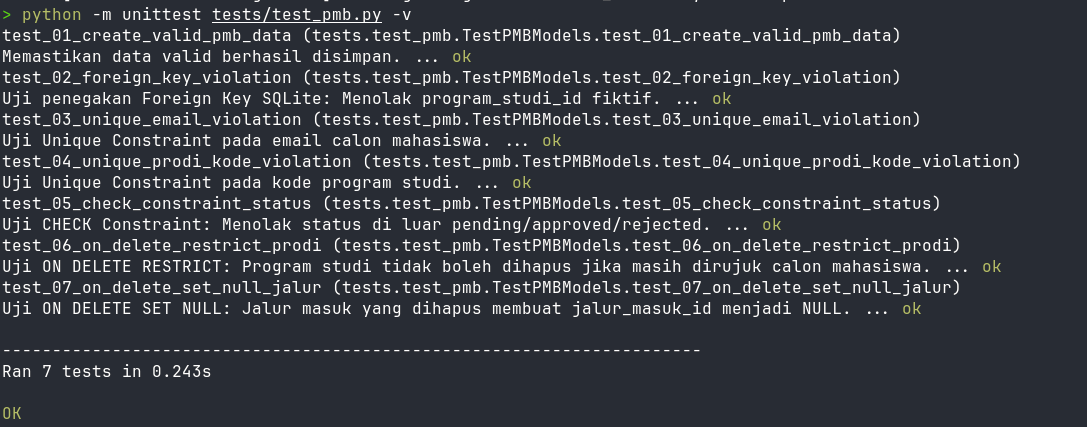 > python -m unittest tests/test_pmb.py -v
test_01_create_valid_pmb_data (tests.test_pmb.TestPMBModels.test_01_create_valid_pmb_data)
Memastikan data valid berhasil disimpan. ... ok
test_02_foreign_key_violation (tests.test_pmb.TestPMBModels.test_02_foreign_key_violation)
Uji penegakan Foreign Key SQLite: Menolak program_studi_id fiktif. ... ok
test_03_unique_email_violation (tests.test_pmb.TestPMBModels.test_03_unique_email_violation)
Uji Unique Constraint pada email calon mahasiswa. ... ok
test_04_unique_prodi_kode_violation (tests.test_pmb.TestPMBModels.test_04_unique_prodi_kode_violation)
Uji Unique Constraint pada kode program studi. ... ok
test_05_check_constraint_status (tests.test_pmb.TestPMBModels.test_05_check_constraint_status)
Uji CHECK Constraint: Menolak status di luar pending/approved/rejected. ... ok
test_06_on_delete_restrict_prodi (tests.test_pmb.TestPMBModels.test_06_on_delete_restrict_prodi)
Uji ON DELETE RESTRICT: Program studi tidak boleh dihapus jika masih dirujuk calon mahasiswa. ... ok
test_07_on_delete_set_null_jalur (tests.test_pmb.TestPMBModels.test_07_on_delete_set_null_jalur)
Uji ON DELETE SET NULL: Jalur masuk yang dihapus membuat jalur_masuk_id menjadi NULL. ... ok
----------------------------------------------------------------------
Ran 7 tests in 0.243s
OK